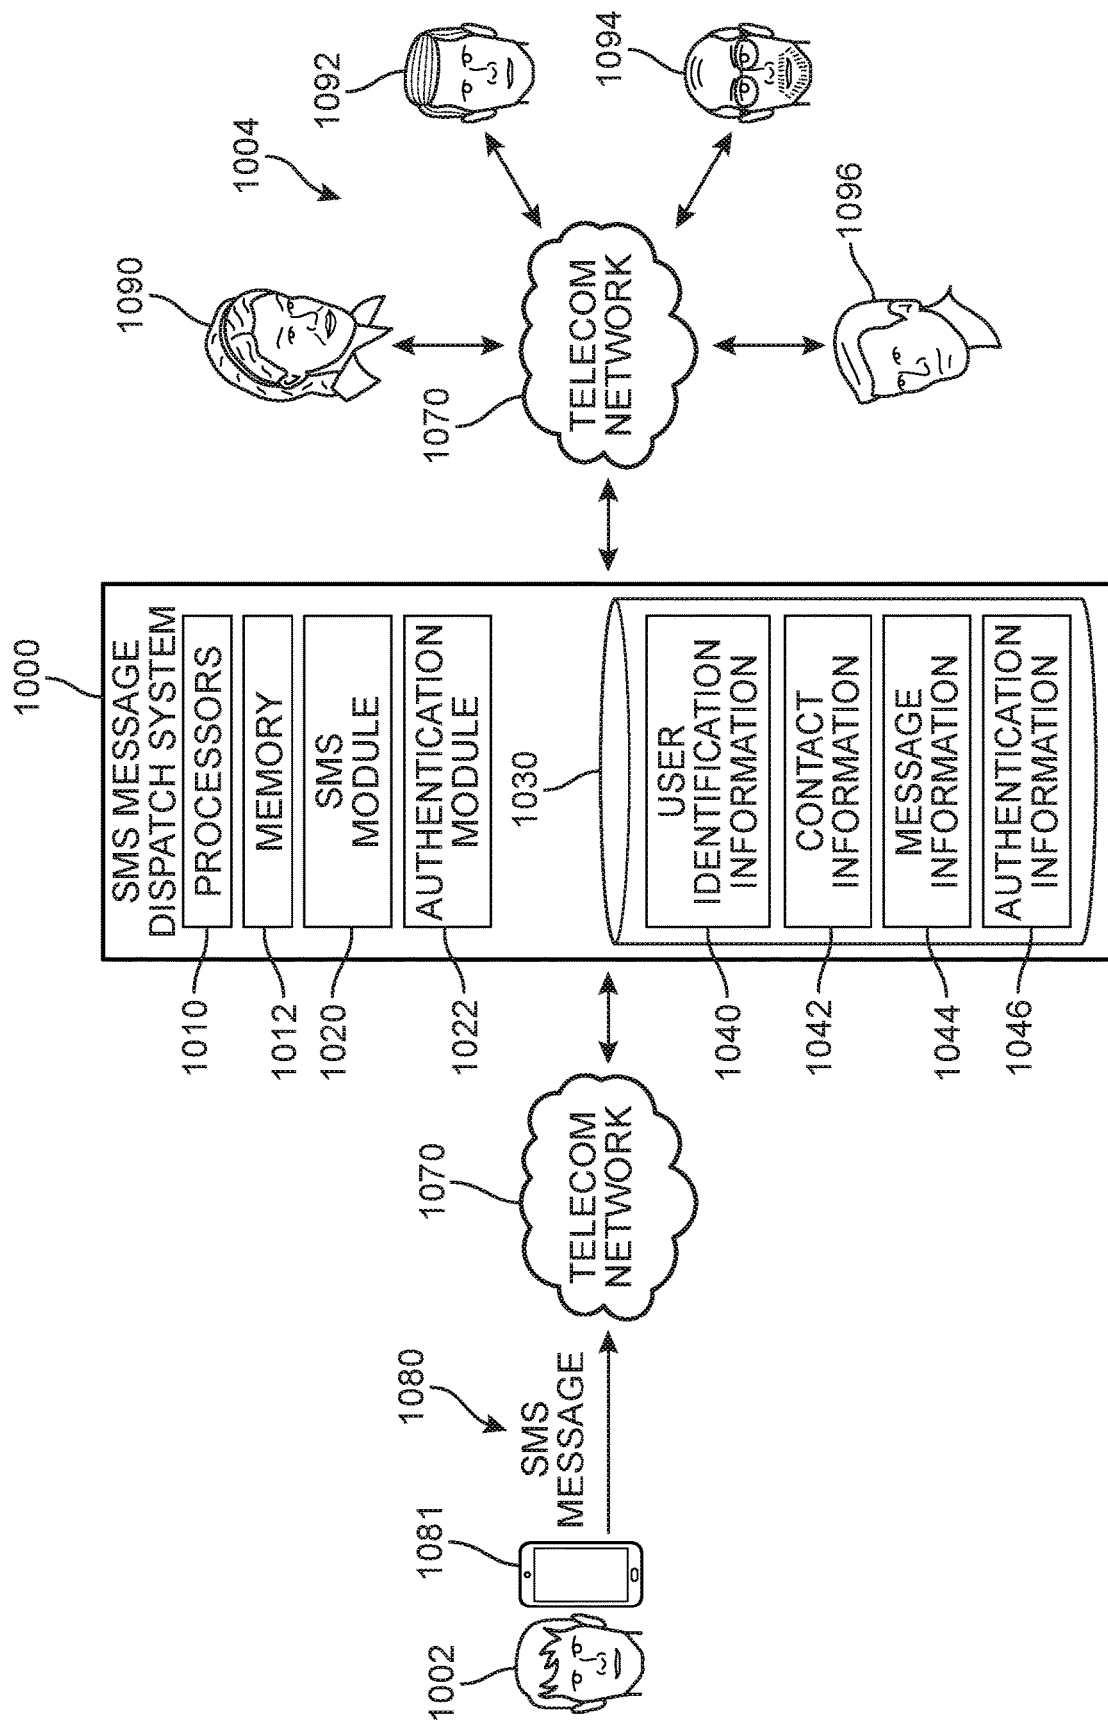 1000
SMS MESSAGE
DISPATCH SYSTEM
1010
PROCESSORS
1012
MEMORY
1020
SMS
MODULE
1022
AUTHENTICATION
MODULE
1030
1040
USER
IDENTIFICATION
INFORMATION
1042
CONTACT
INFORMATION
1044
MESSAGE
INFORMATION
1046
AUTHENTICATION
INFORMATION
1002
1081
1080
SMS
MESSAGE
1070
TELECOM
NETWORK
1070
TELECOM
NETWORK
1004
1090
1092
1094
1096